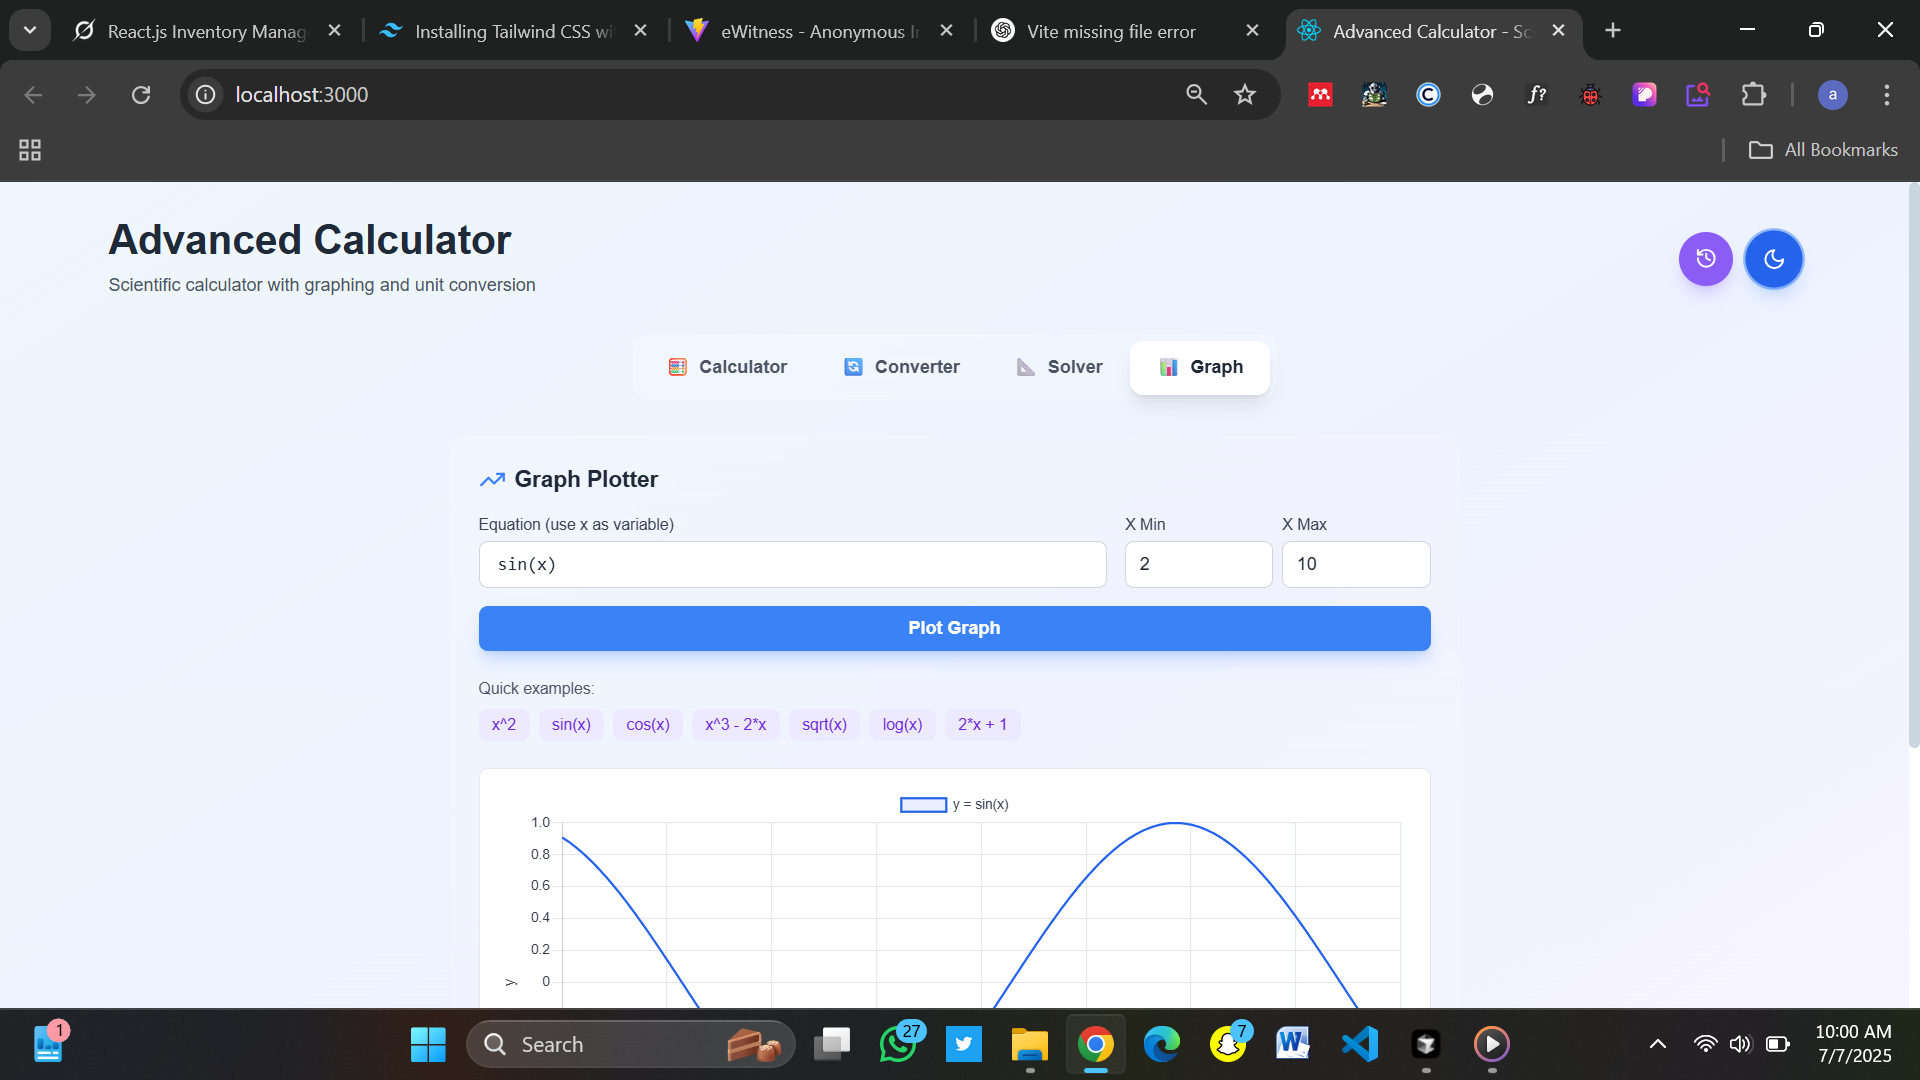 React.js Inventory Manag
Installing Tailwind CSS wi
eWitness - Anonymous In
Vite missing file error
Advanced Calculator - Sc
localhost:3000
f?
a
All Bookmarks
Advanced Calculator
Scientific calculator with graphing and unit conversion
Calculator
Converter
Solver
Graph
Graph Plotter
Equation (use x as variable)
X Min
X Max
sin(x)
2
10
Plot Graph
Quick examples:
x^2
sin(x)
cos(x)
x^3 - 2*x
sqrt(x)
log(x)
2*x + 1
y = sin(x)
1.0
0.8
0.6
0.4
0.2
0
y
1
Search
27
7
10:00 AM
7/7/2025